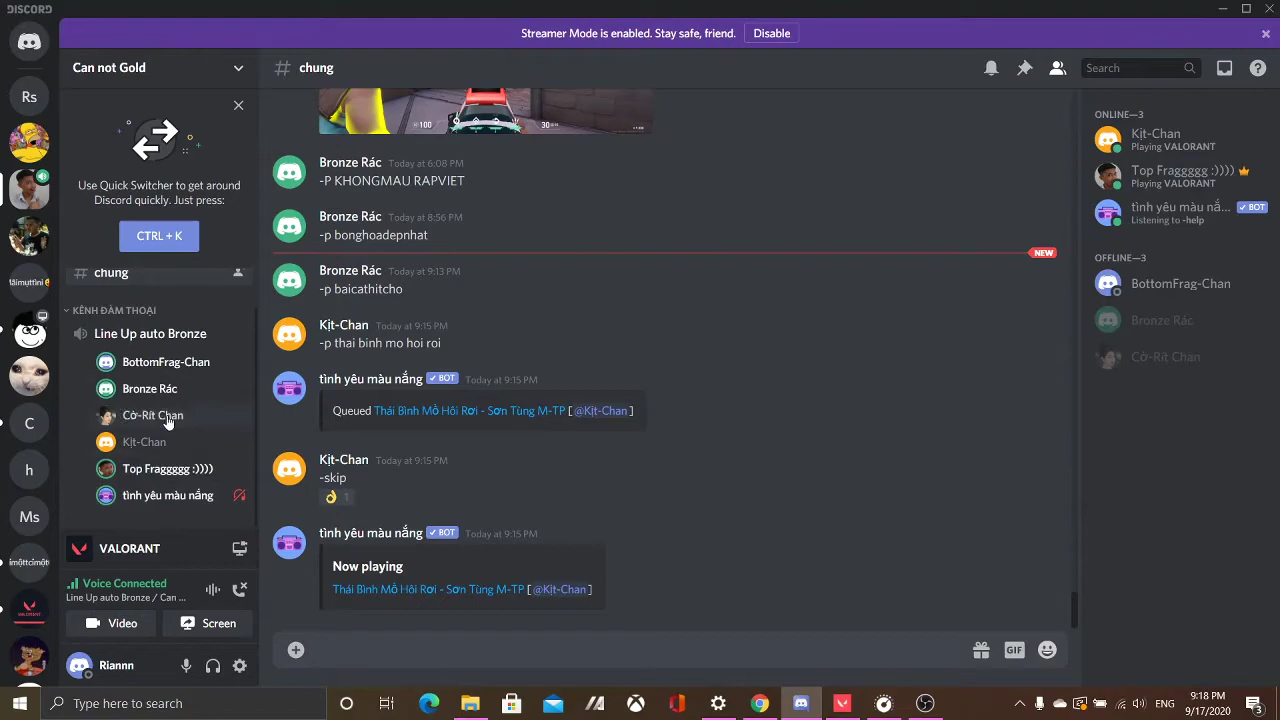 DISCORD
Streamer Mode is enabled. Stay safe, friend.
Disable
Can not Gold
chung
Search
Rs
Use Quick Switcher to get around
Discord quickly. Just press:
CTRL + K
chung
KÊNH ĐÀM THOẠI
Line Up auto Bronze
BottomFrag-Chan
Bronze Rác
Cờ-Rít Chan
Kịt-Chan
Top Fraggggg :))))
tình yêu màu nắng
C
h
Ms
VALORANT
Voice Connected
Line Up auto Bronze / Can ...
Video
Screen
Riannn
100
30
Bronze Rác Today at 6:08 PM
-P KHONGMAU RAPVIET
Bronze Rác Today at 8:56 PM
-p bonghoadepnhat
NEW
Bronze Rác Today at 9:13 PM
-p baicathitcho
Kịt-Chan Today at 9:15 PM
-p thai binh mo hoi roi
tình yêu màu nắng BOT Today at 9:15 PM
Queued Thái Bình Mồ Hôi Rơi - Sơn Tùng M-TP [@Kịt-Chan]
Kịt-Chan Today at 9:15 PM
-skip
1
tình yêu màu nắng BOT Today at 9:15 PM
Now playing
Thái Bình Mồ Hôi Rơi - Sơn Tùng M-TP [@Kịt-Chan]
GIF
ONLINE—3
Kịt-Chan
Playing VALORANT
Top Fraggggg :))))
Playing VALORANT
tình yêu màu nắ... BOT
Listening to -help
OFFLINE—3
BottomFrag-Chan
Bronze Rác
Cờ-Rít Chan
Type here to search
9:18 PM
9/17/2020
3